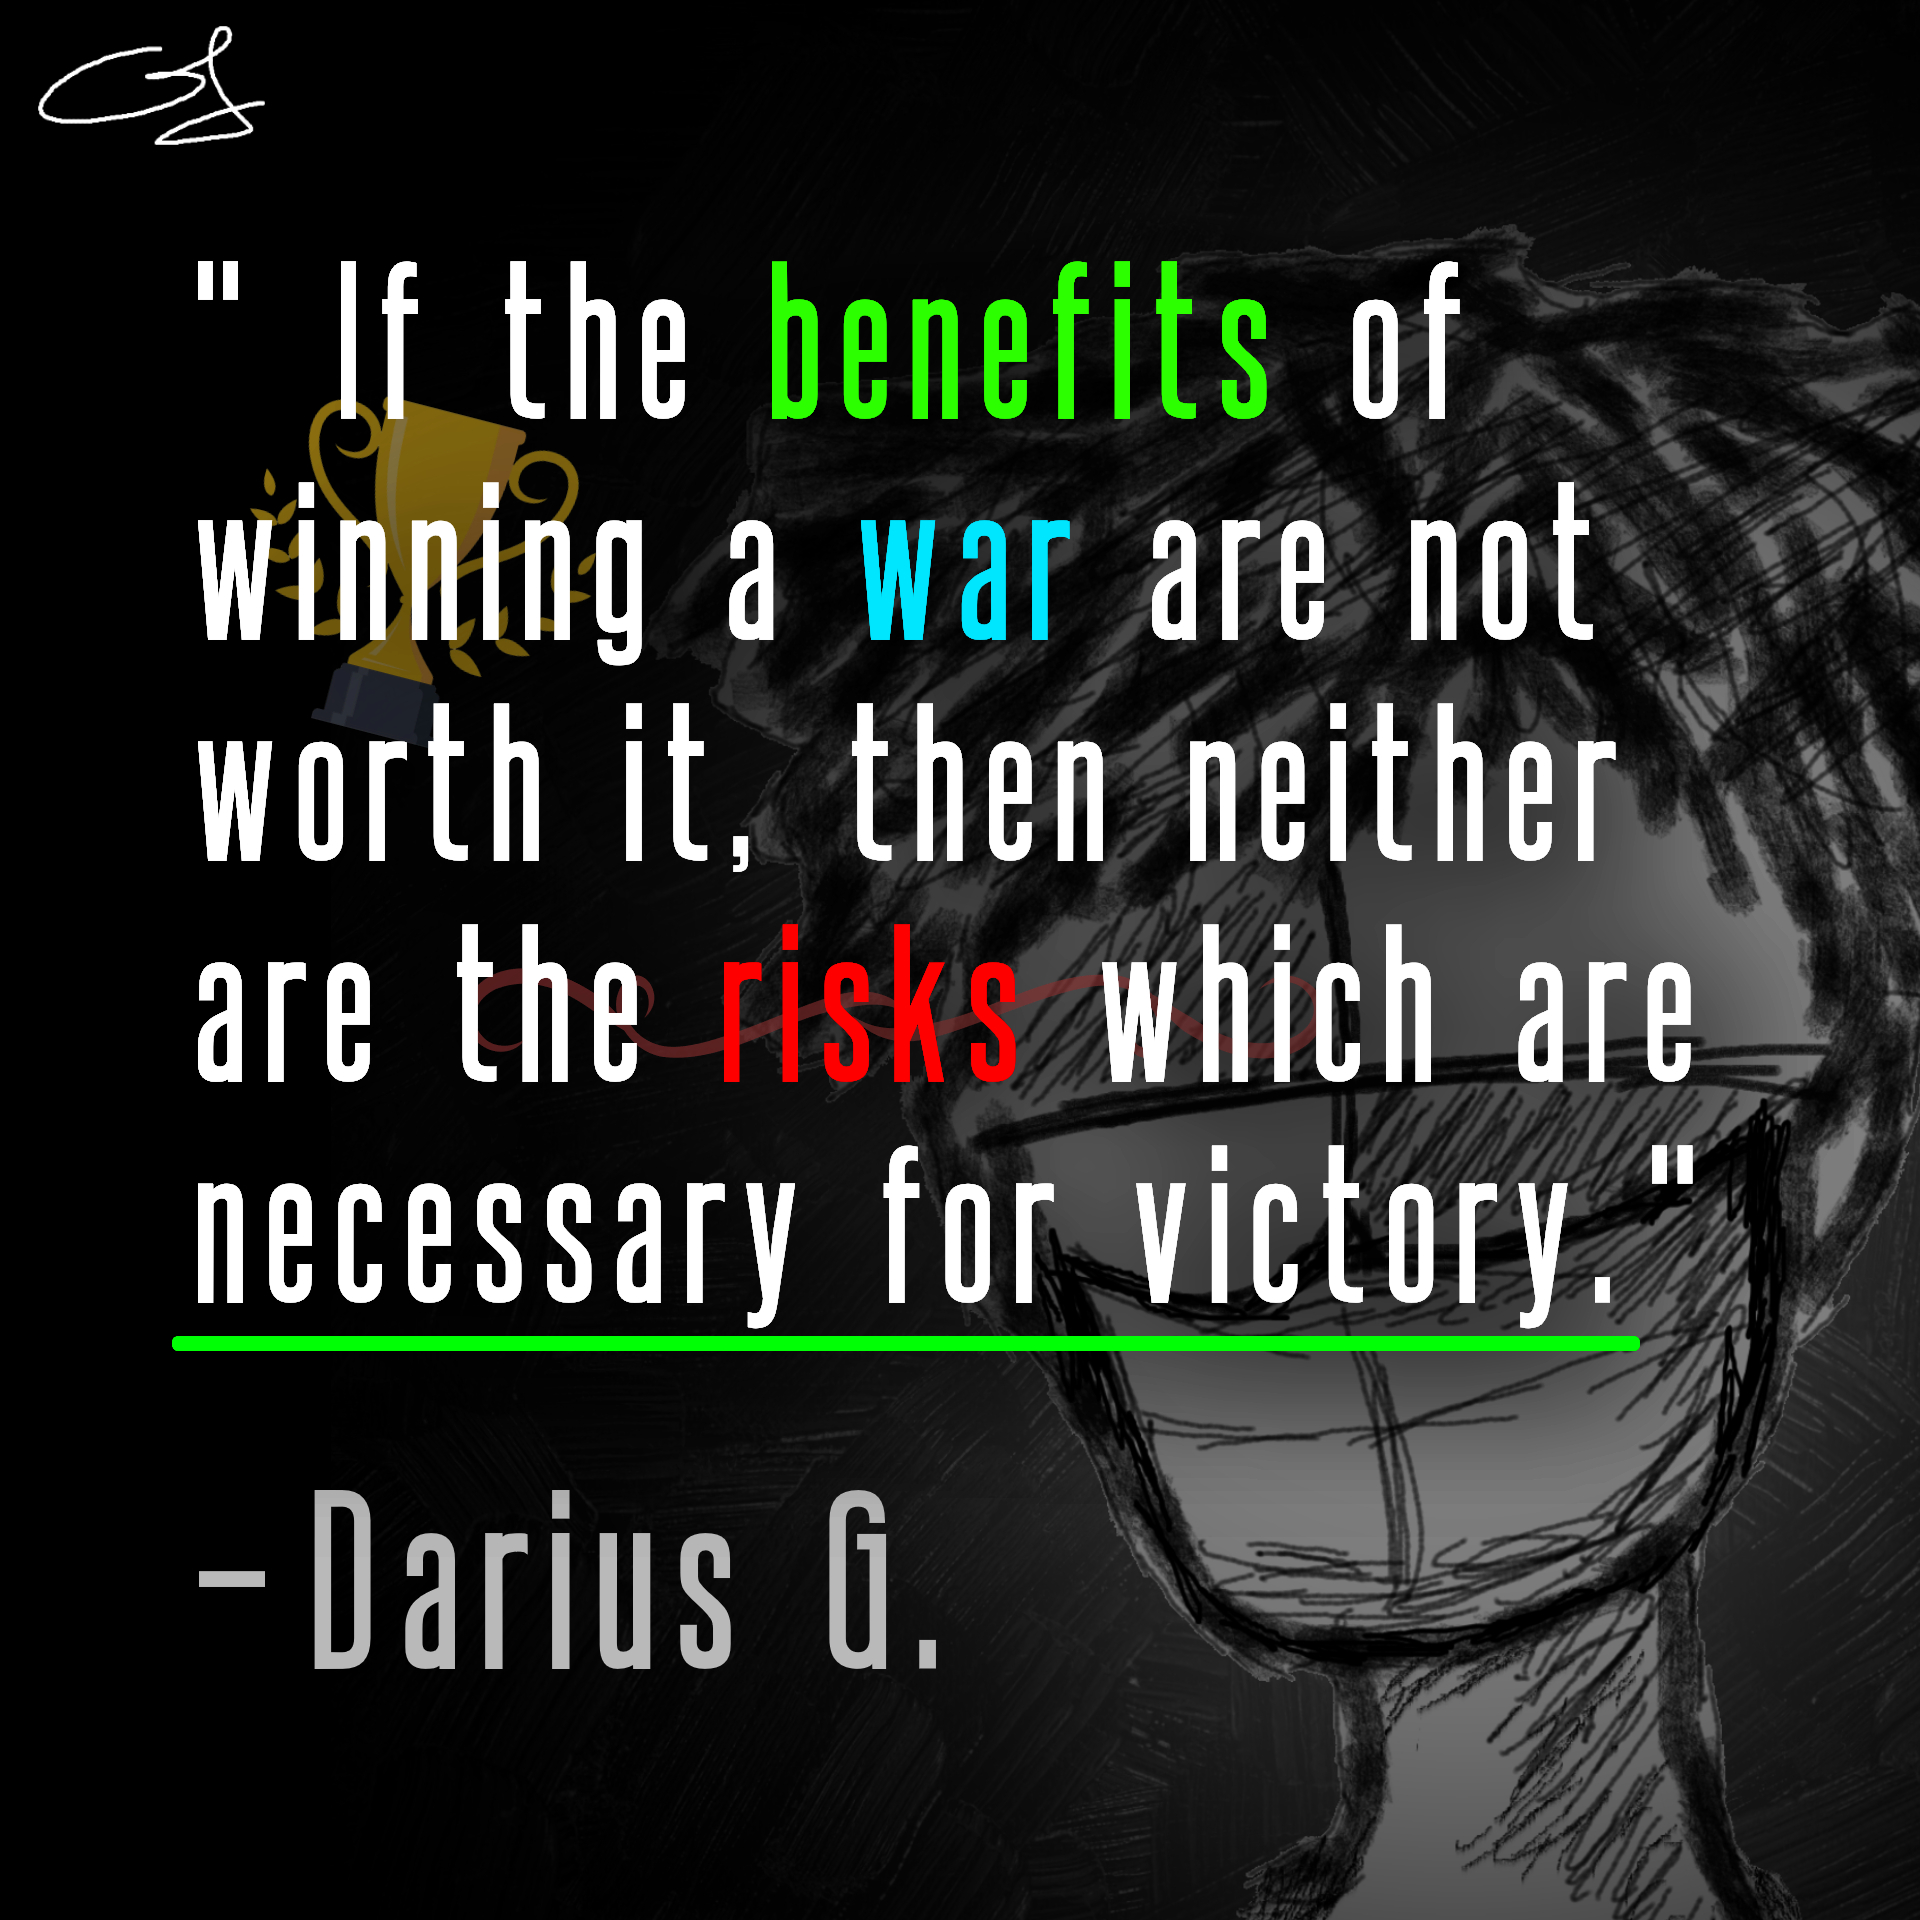 " If the benefits of
winning a war are not
worth it, then neither
are the risks which are
necessary for victory."
– Darius G.